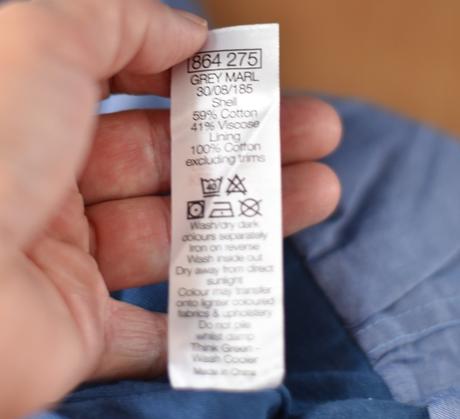 864 275
GREY MARL
30/08/185
Shell
59% Cotton
41% Viscose
Lining
100% Cotton
excluding trims
40
Wash/dry dark
colours separately
Iron on reverse
Wash inside out
Dry away from direct
sunlight
Colour may transfer
onto lighter coloured
fabrics & upholstery
Do not pile
whilst damp
Think Green -
Wash Cooler
Made in China